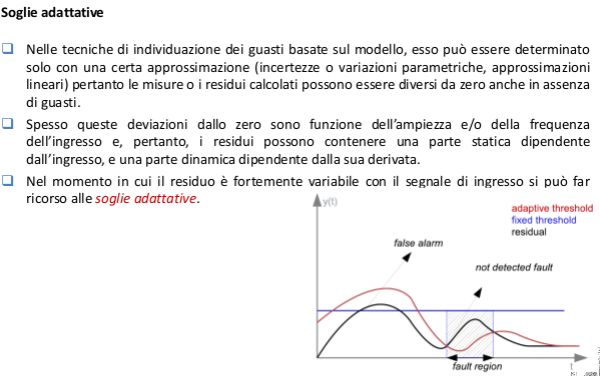 Soglie adattative
Nelle tecniche di individuazione dei guasti basate sul modello, esso può essere determinato
solo con una certa approssimazione (incertezze o variazioni parametriche, approssimazioni
lineari) pertanto le misure o i residui calcolati possono essere diversi da zero anche in assenza
di guasti.
Spesso queste deviazioni dallo zero sono funzione dell'ampiezza e/o della frequenza
dell'ingresso e, pertanto, i residui possono contenere una parte statica dipendente
dall'ingresso, e una parte dinamica dipendente dalla sua derivata.
Nel momento in cui il residuo è fortemente variabile con il segnale di ingresso si può far
ricorso alle soglie adattative.
y(t)
adaptive threshold
fixed threshold
residual
false alarm
not detected fault
fault region
t